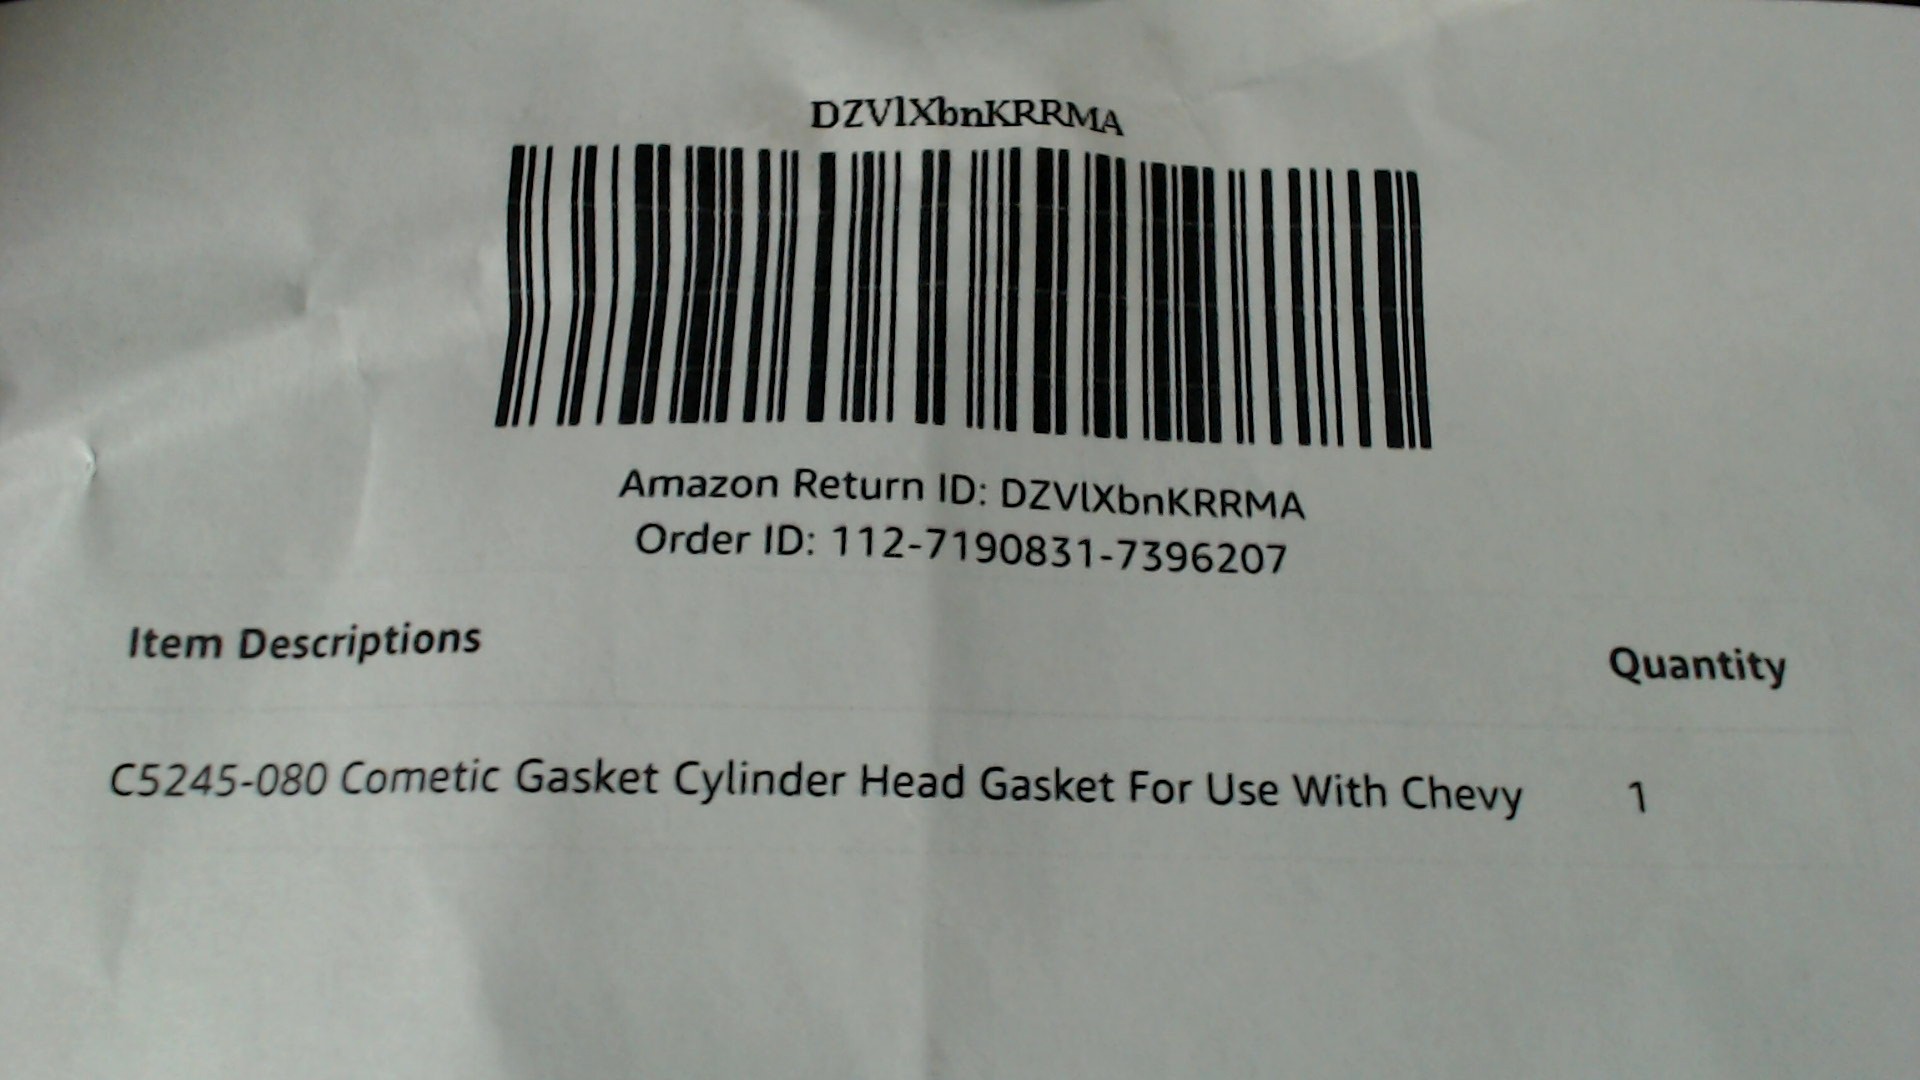 DZVlXbnKRRMA
Amazon Return ID: DZVlXbnKRRMA
Order ID: 112-7190831-7396207
Item Descriptions
Quantity
C5245-080 Cometic Gasket Cylinder Head Gasket For Use With Chevy
1